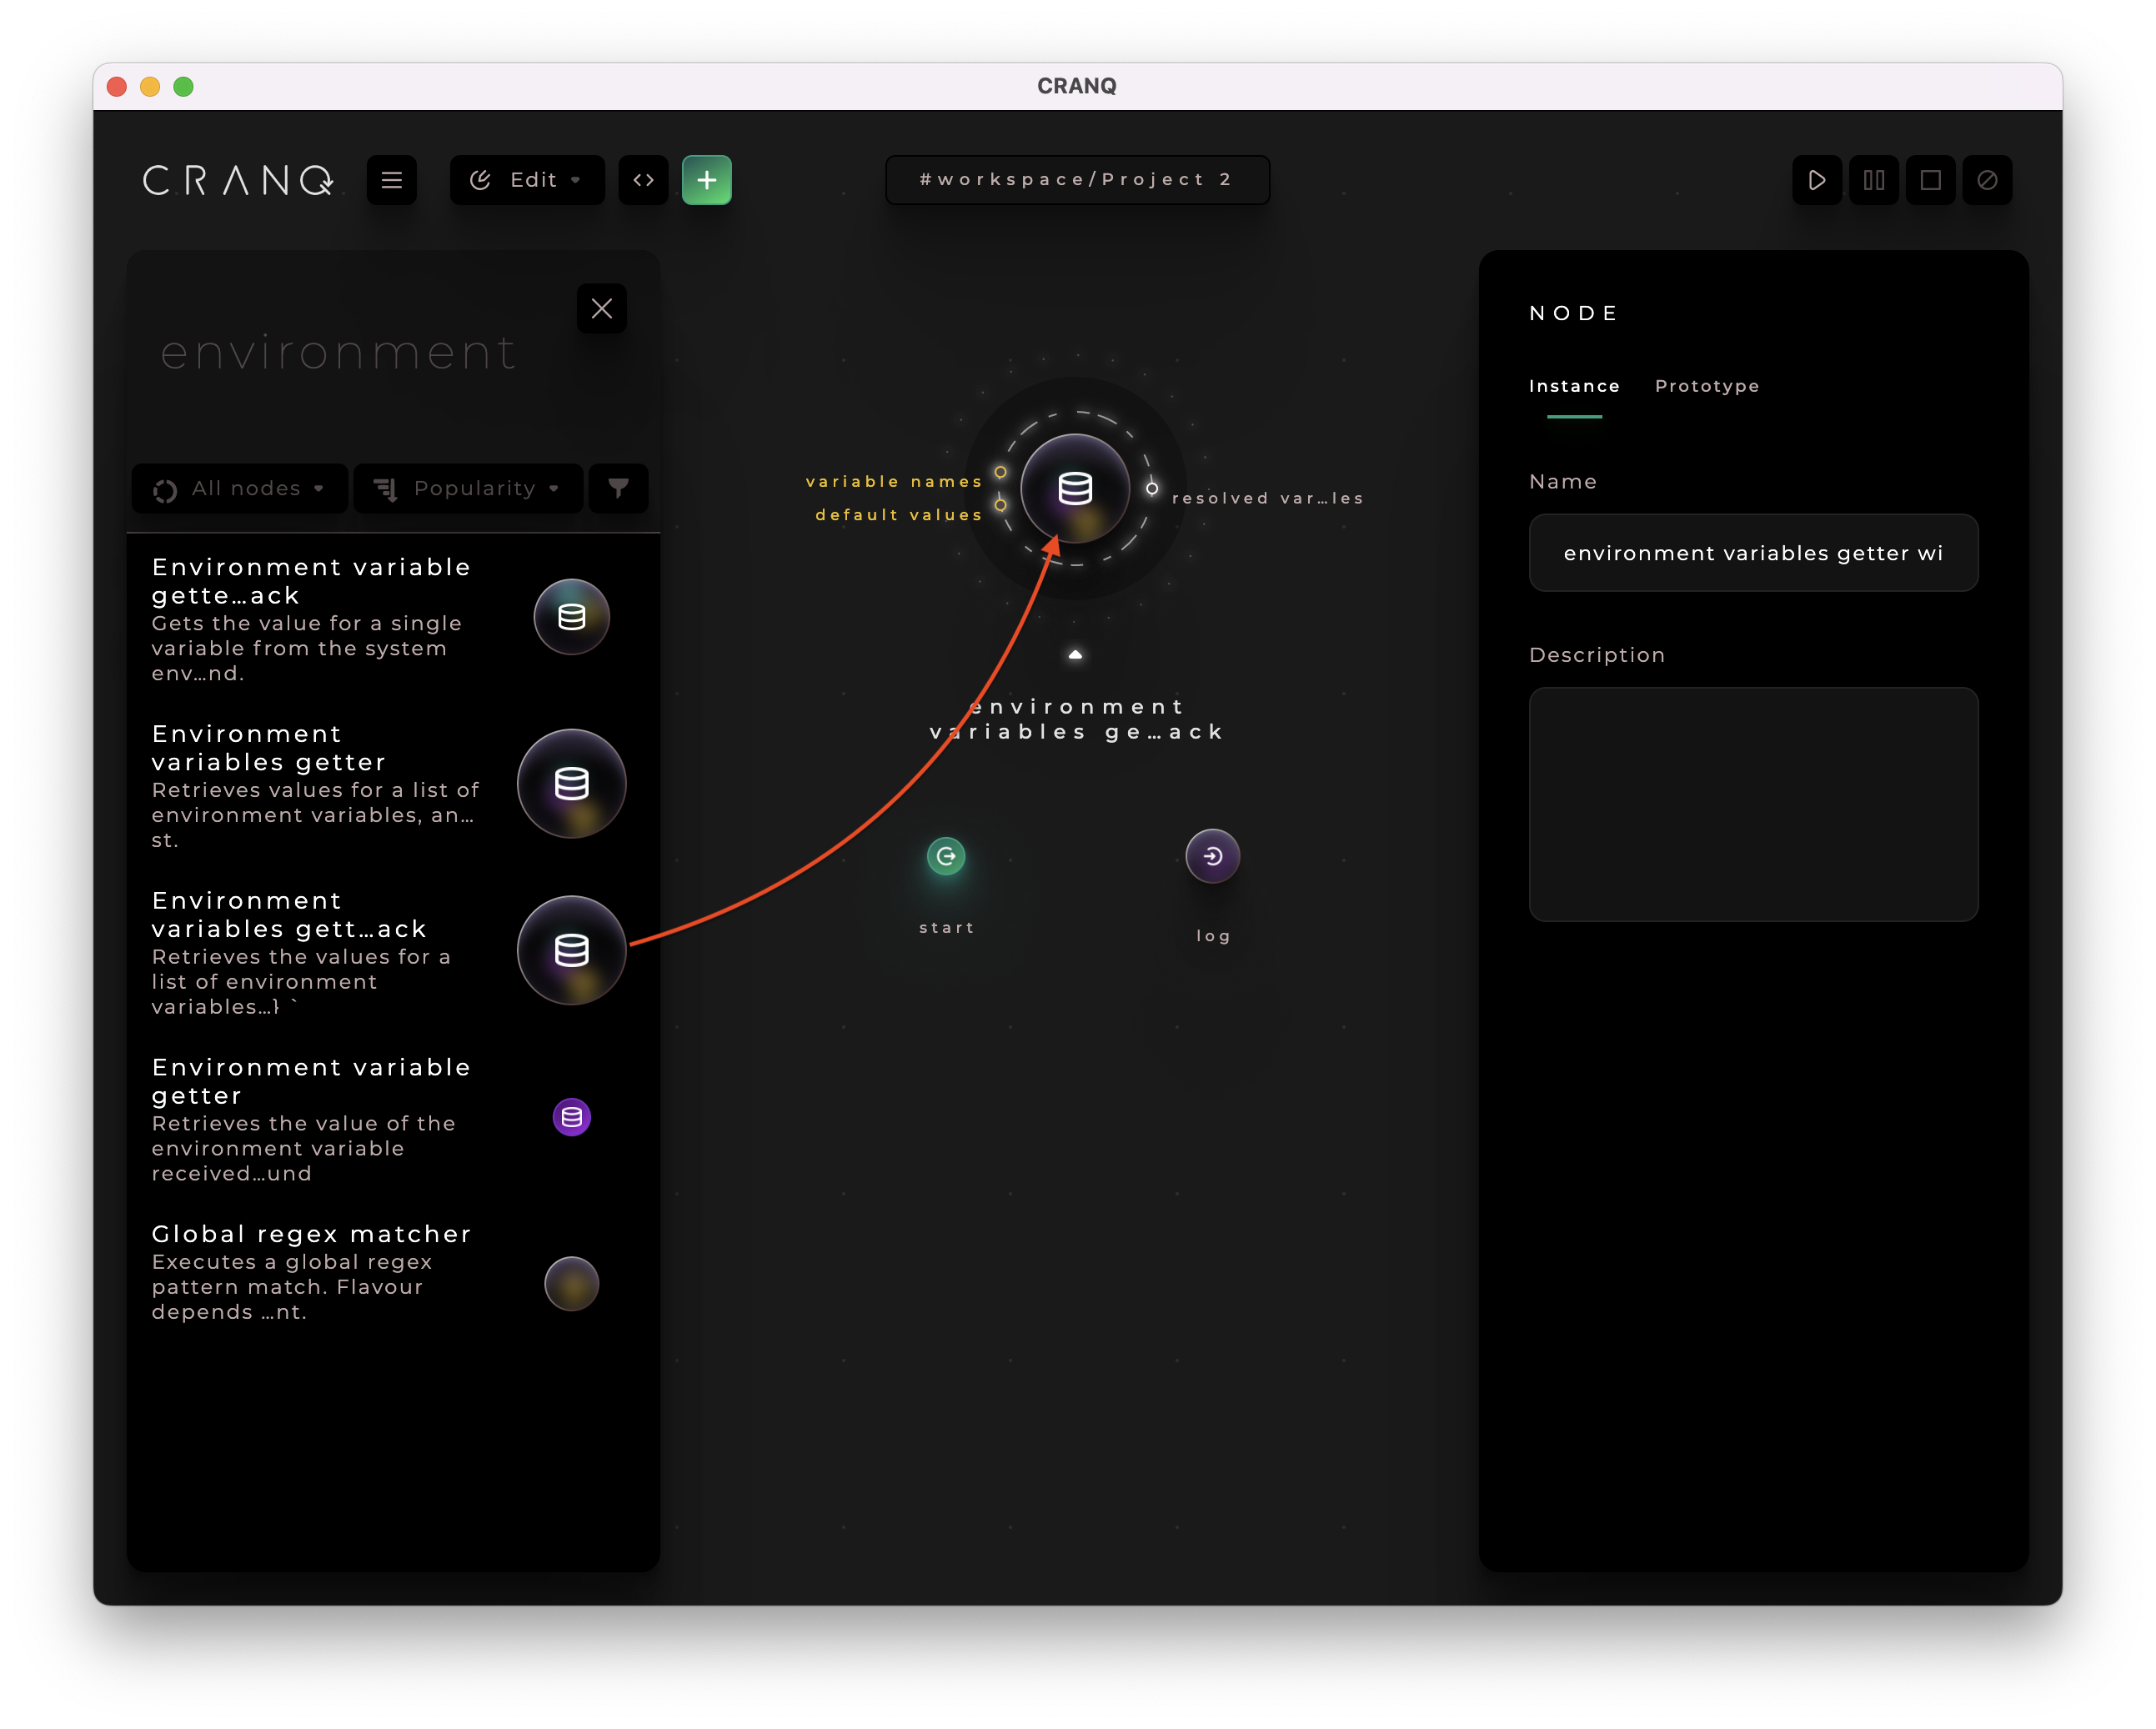 CRANQ
CRANQ
Edit
#workspace/Project 2
environment
All nodes
Popularity
Environment variable
gette…ack
Gets the value for a single
variable from the system
env…nd.
Environment
variables getter
Retrieves values for a list of
environment variables, an…
st.
Environment
variables gett…ack
Retrieves the values for a
list of environment
variables…} `
Environment variable
getter
Retrieves the value of the
environment variable
received…und
Global regex matcher
Executes a global regex
pattern match. Flavour
depends …nt.
variable names
default values
resolved var…les
environment
variables ge…ack
start
log
NODE
Instance
Prototype
Name
environment variables getter wi
Description